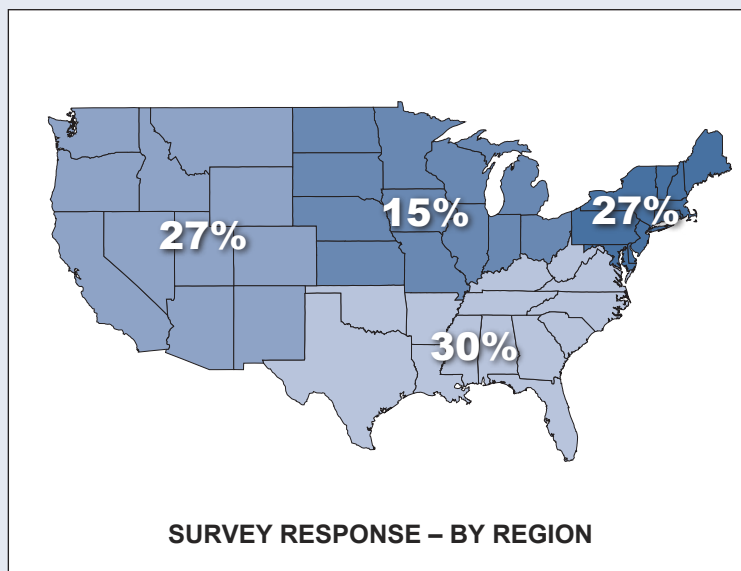 15%
27%
27%
30%
SURVEY RESPONSE – BY REGION